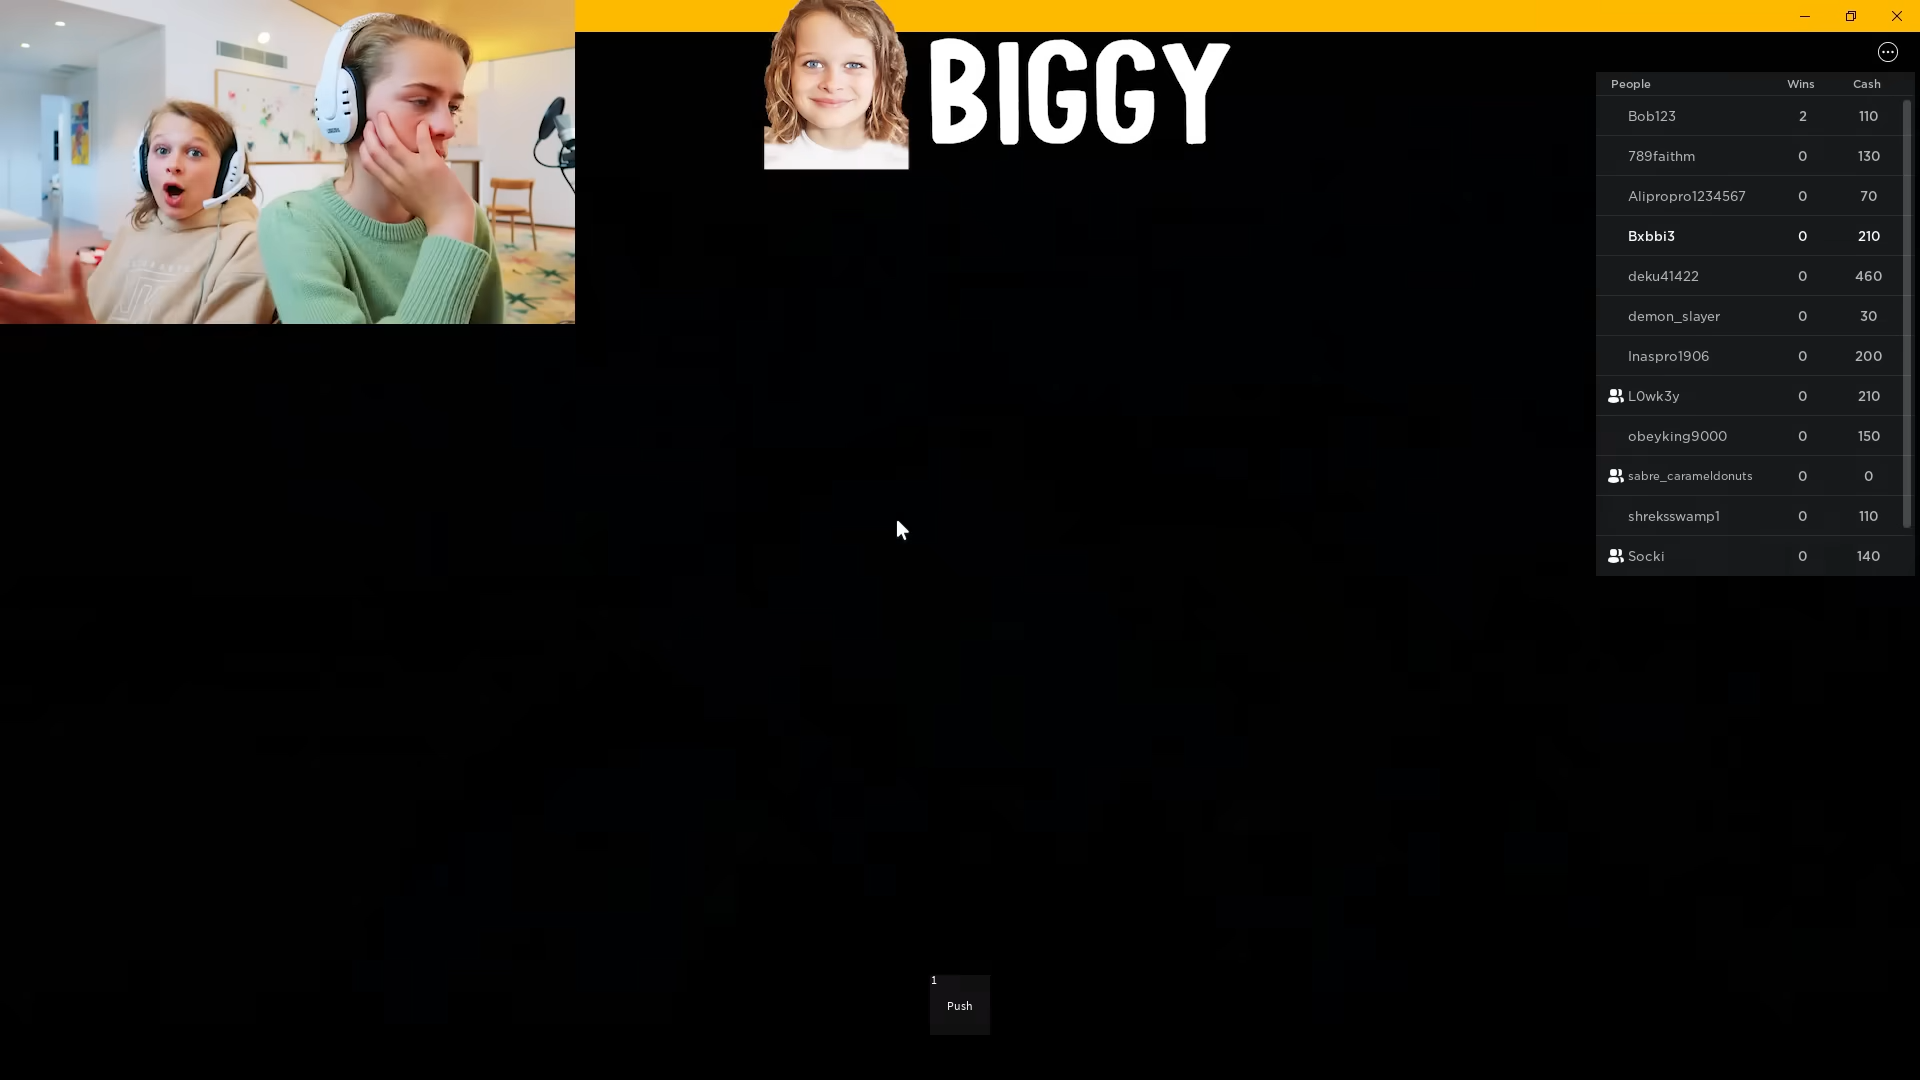 BIGGY
People Wins Cash
Bob123 2 110
789faithm 0 130
Alipropro1234567 0 70
Bxbbi3 0 210
deku41422 0 460
demon_slayer 0 30
Inaspro1906 0 200
L0wk3y 0 210
obeyking9000 0 150
sabre_carameldonuts 0 0
shreksswamp1 0 110
Socki 0 140
1
Push